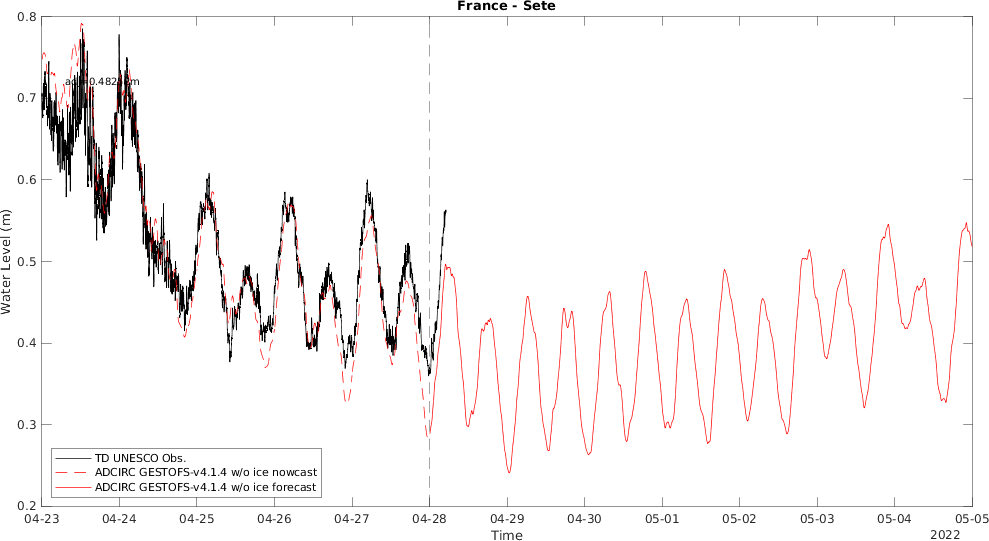 France - Sete
Water Level (m)
0.8
0.7
0.6
0.5
0.4
0.3
0.2
TD UNESCO Obs.
ADCIRC GESTOFS-v4.1.4 w/o ice nowcast
ADCIRC GESTOFS-v4.1.4 w/o ice forecast
04-23 04-24 04-25 04-26 04-27 04-28 04-29 04-30 05-01 05-02 05-03 05-04 05-05
Time
2022